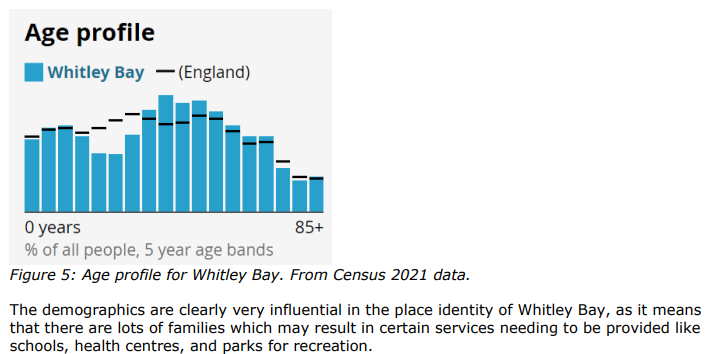 Age profile
Whitley Bay (England)
0 years 85+
% of all people, 5 year age bands
Figure 5: Age profile for Whitley Bay. From Census 2021 data.
The demographics are clearly very influential in the place identity of Whitley Bay, as it means
that there are lots of families which may result in certain services needing to be provided like
schools, health centres, and parks for recreation.